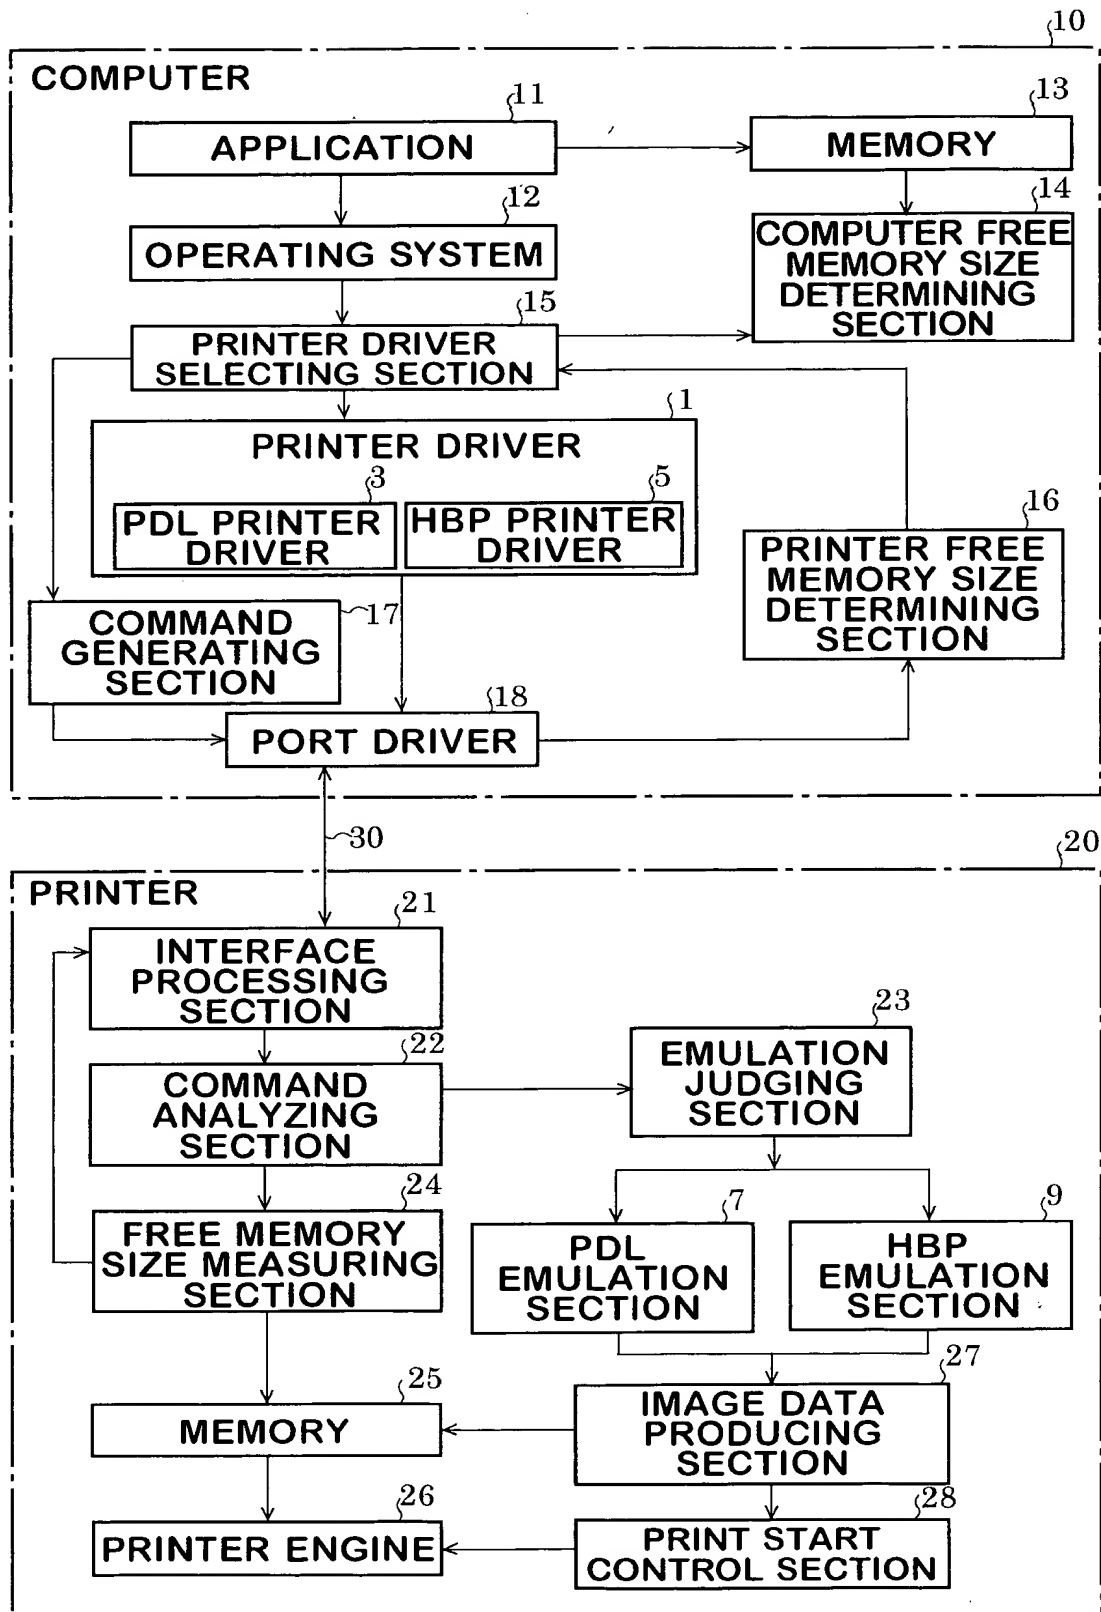 10
COMPUTER
11
APPLICATION
13
MEMORY
12
OPERATING SYSTEM
14
COMPUTER FREE
MEMORY SIZE
DETERMINING
SECTION
15
PRINTER DRIVER
SELECTING SECTION
1
PRINTER DRIVER
3
PDL PRINTER
DRIVER
5
HBP PRINTER
DRIVER
16
PRINTER FREE
MEMORY SIZE
DETERMINING
SECTION
17
COMMAND
GENERATING
SECTION
18
PORT DRIVER
30
20
PRINTER
21
INTERFACE
PROCESSING
SECTION
22
COMMAND
ANALYZING
SECTION
23
EMULATION
JUDGING
SECTION
24
FREE MEMORY
SIZE MEASURING
SECTION
7
PDL
EMULATION
SECTION
9
HBP
EMULATION
SECTION
25
MEMORY
27
IMAGE DATA
PRODUCING
SECTION
26
PRINTER ENGINE
28
PRINT START
CONTROL SECTION